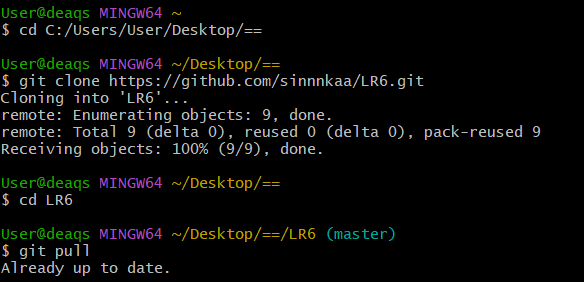 User@deaqs MINGW64 ~
$ cd C:/Users/User/Desktop/==
User@deaqs MINGW64 ~/Desktop/==
$ git clone https://github.com/sinnnkaa/LR6.git
Cloning into 'LR6'...
remote: Enumerating objects: 9, done.
remote: Total 9 (delta 0), reused 0 (delta 0), pack-reused 9
Receiving objects: 100% (9/9), done.
User@deaqs MINGW64 ~/Desktop/==
$ cd LR6
User@deaqs MINGW64 ~/Desktop/==/LR6 (master)
$ git pull
Already up to date.